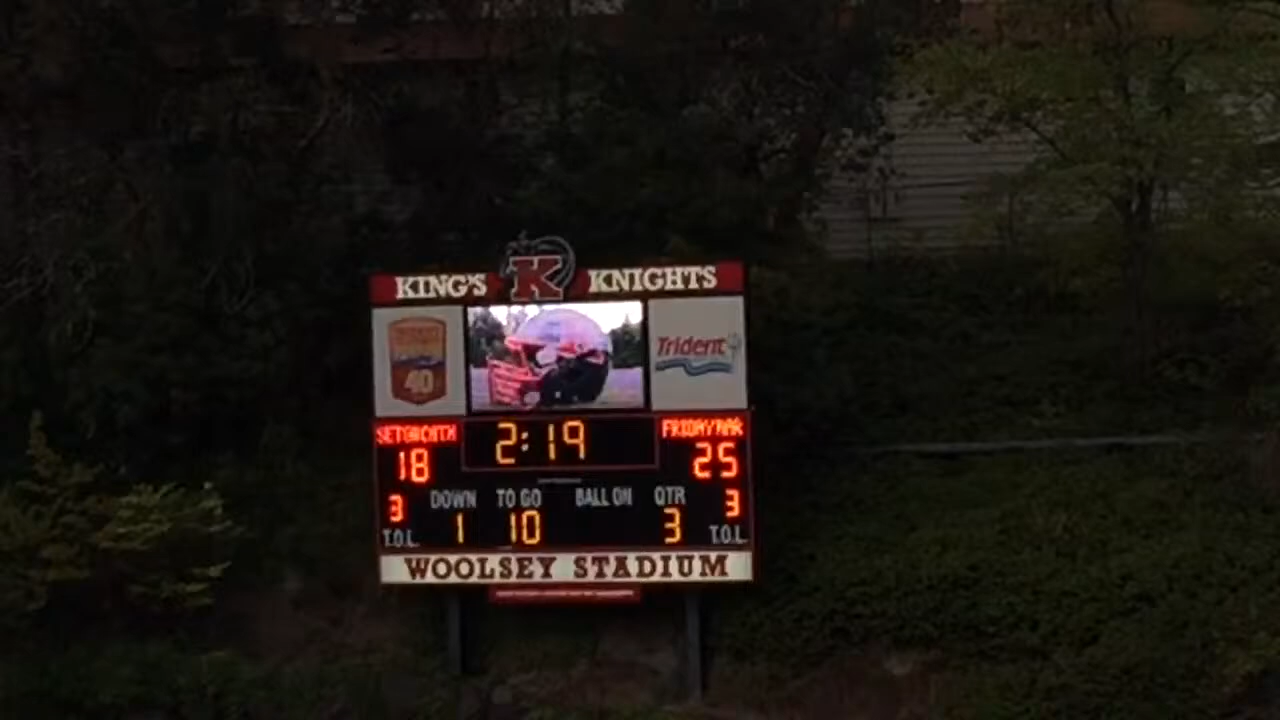 KING'S K KNIGHTS
40
Trident
2:19
18
25
3
DOWN TO GO BALL ON QTR
3
1 10 3
T.O.L. T.O.L.
WOOLSEY STADIUM